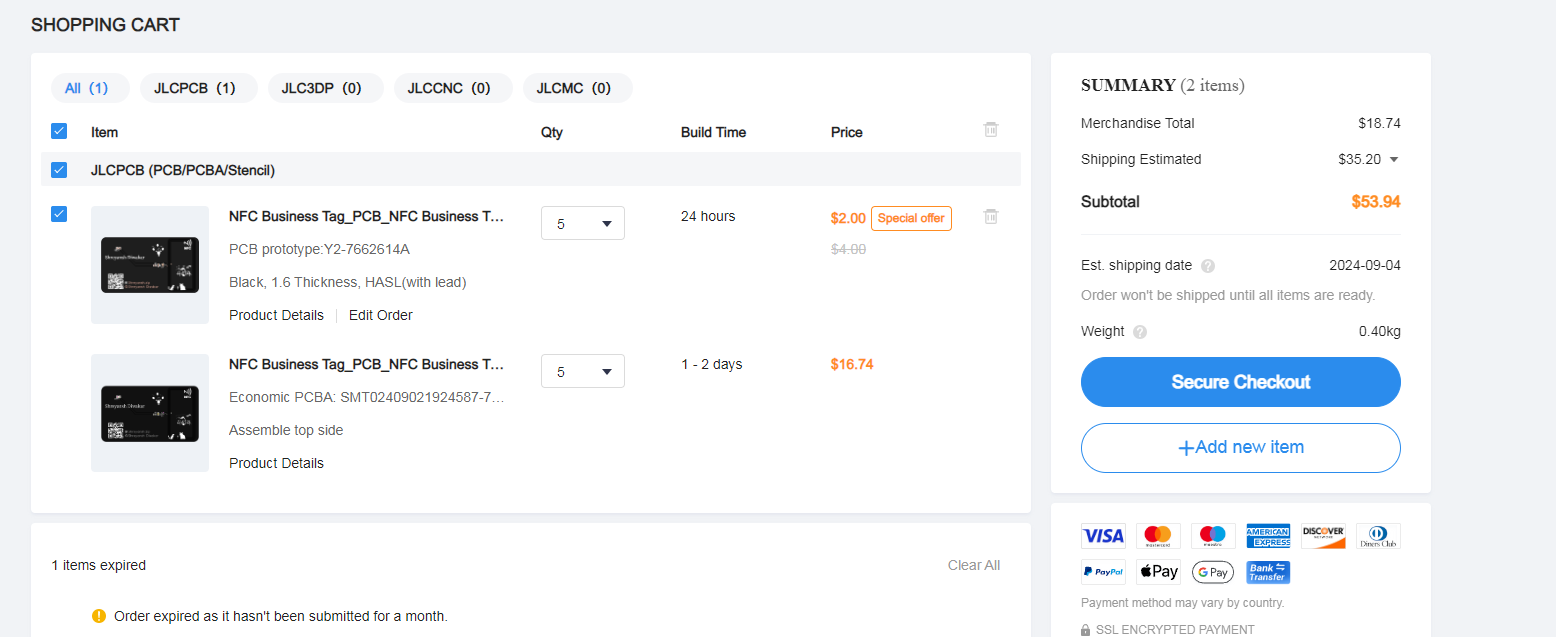 SHOPPING CART
All (1) JLCPCB (1) JLC3DP (0) JLCCNC (0) JLCMC (0)
Item Qty Build Time Price
JLCPCB (PCB/PCBA/Stencil)
NFC Business Tag_PCB_NFC Business T... 5 24 hours $2.00 Special offer
PCB prototype:Y2-7662614A $4.00
Black, 1.6 Thickness, HASL(with lead)
Product Details Edit Order
NFC Business Tag_PCB_NFC Business T... 5 1 - 2 days $16.74
Economic PCBA: SMT02409021924587-7...
Assemble top side
Product Details
1 items expired Clear All
Order expired as it hasn't been submitted for a month.
SUMMARY (2 items)
Merchandise Total $18.74
Shipping Estimated $35.20
Subtotal $53.94
Est. shipping date ? 2024-09-04
Order won't be shipped until all items are ready.
Weight ? 0.40kg
Secure Checkout
+Add new item
VISA mastercard maestro AMERICAN EXPRESS DISCOVER NETWORK Diners Club
PayPal Apple Pay G Pay Bank Transfer
Payment method may vary by country.
SSL ENCRYPTED PAYMENT